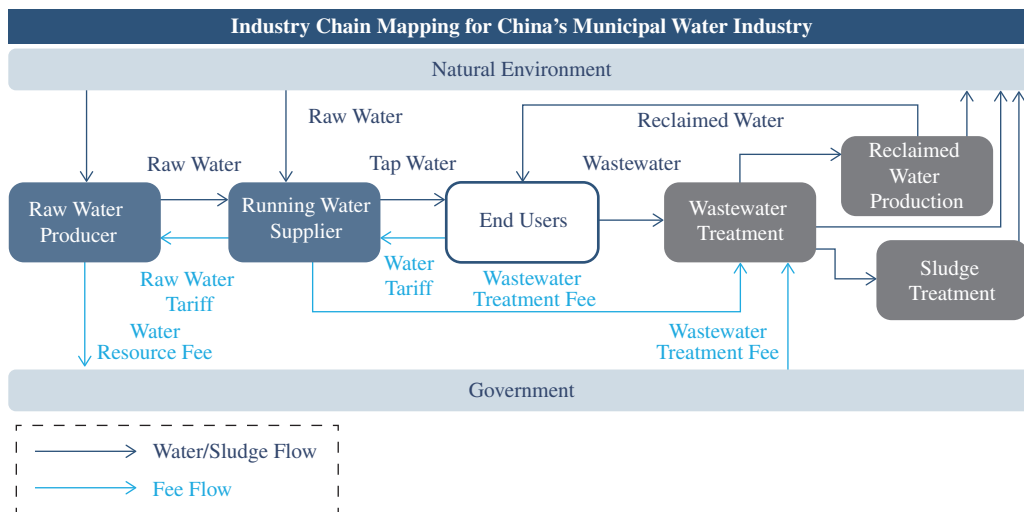 Industry Chain Mapping for China's Municipal Water Industry
Natural Environment
Raw Water
Reclaimed Water
Raw Water
Tap Water
Wastewater
Reclaimed
Water
Production
Raw Water
Producer
Running Water
Supplier
End Users
Wastewater
Treatment
Sludge
Treatment
Raw Water
Tariff
Water
Tariff
Wastewater
Treatment Fee
Water
Resource Fee
Wastewater
Treatment Fee
Government
Water/Sludge Flow
Fee Flow